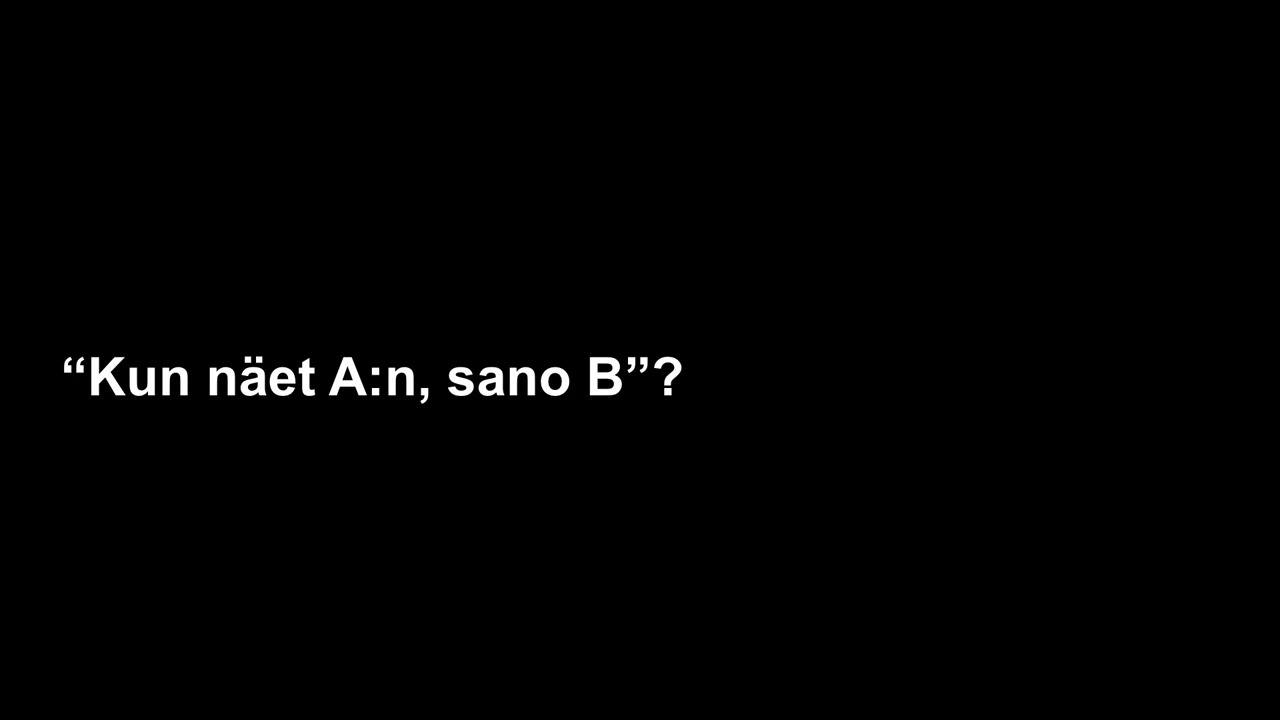 “Kun näet A:n, sano B”?